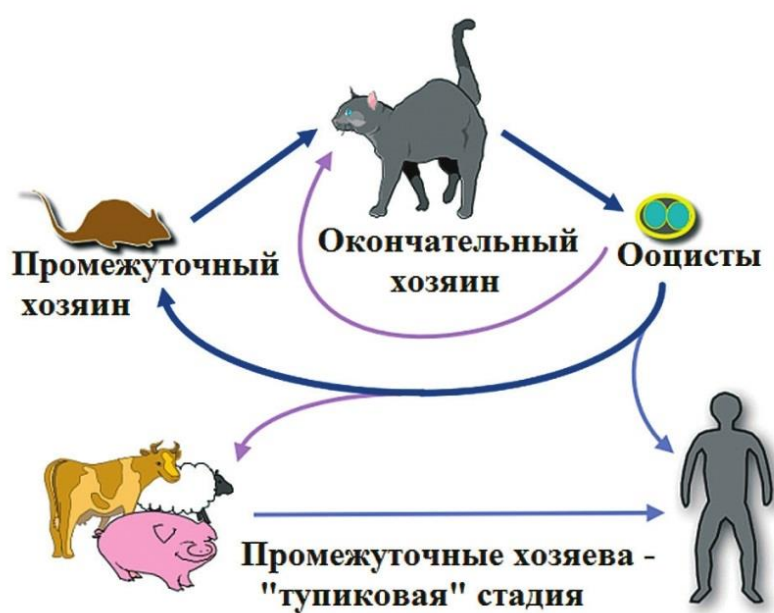 Промежуточный
хозяин
Окончательный
хозяин
Ооцисты
Промежуточные хозяева -
"тупиковая" стадия